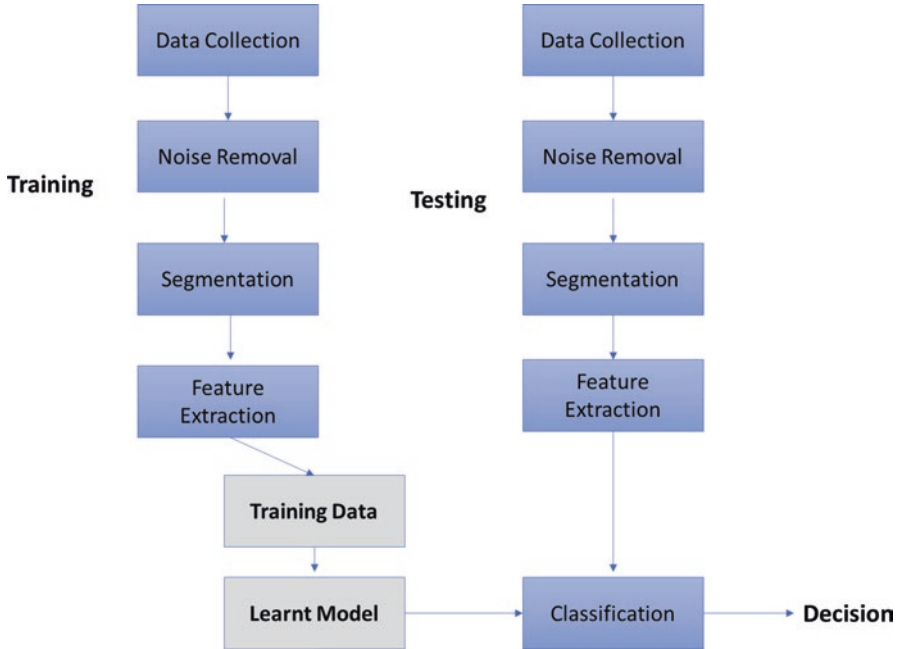 Data Collection
Data Collection
Noise Removal
Noise Removal
Training
Testing
Segmentation
Segmentation
Feature
Extraction
Feature
Extraction
Training Data
Learnt Model
Classification
Decision